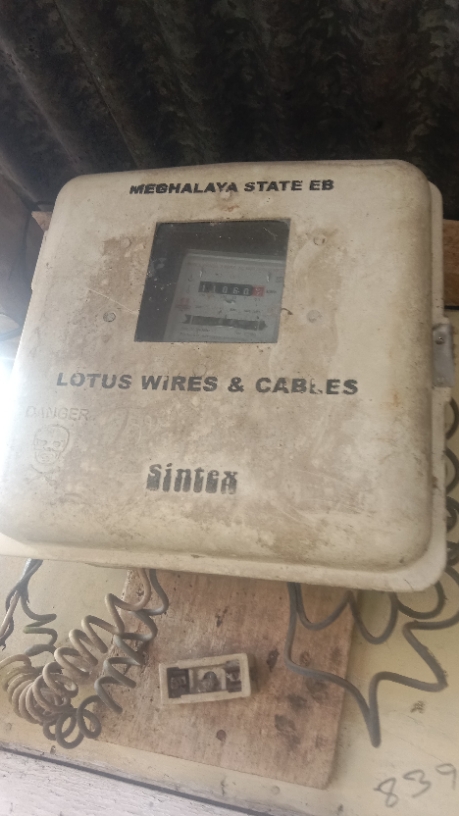 MEGHALAYA STATE EB
LOTUS WIRES & CABLES
DANGER
Sintex
839